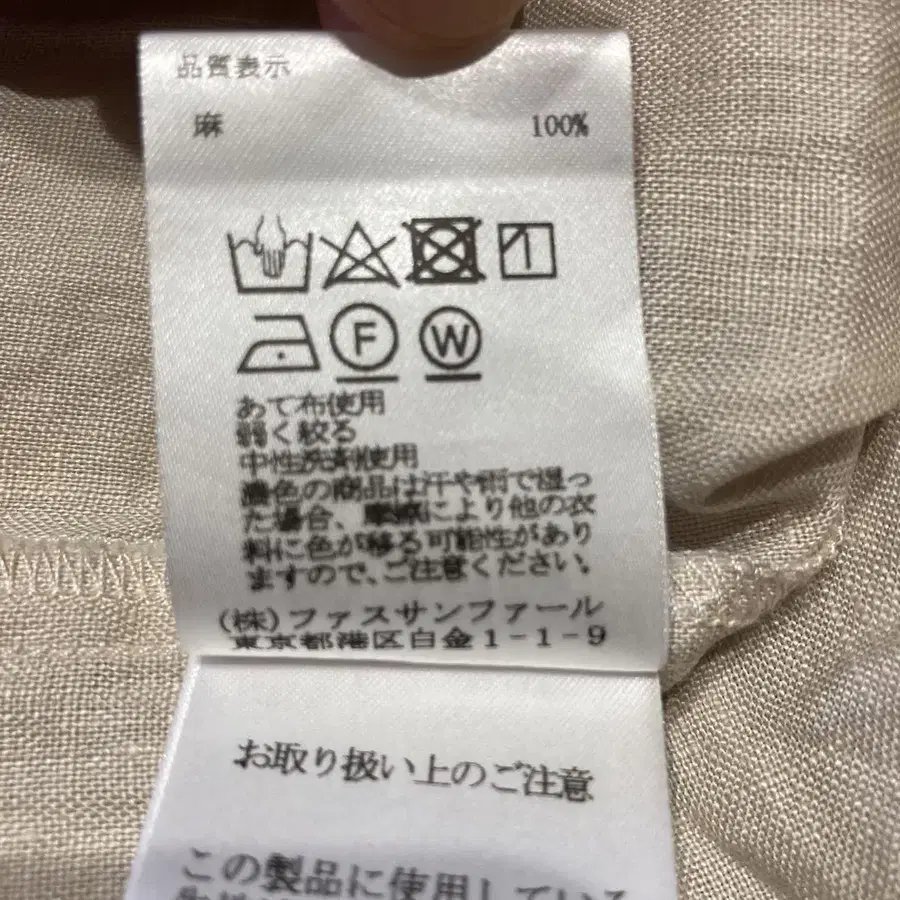 品質表示
麻 100%
F W
あて布使用
弱く絞る
中性洗剤使用
濃色の商品は汗や雨で湿っ
た場合、摩擦により他の衣
料に色が移る可能性があり
ますので、ご注意ください。
(株)ファスサンファール
東京都港区白金1-1-9
お取り扱い上のご注意
この製品に使用している